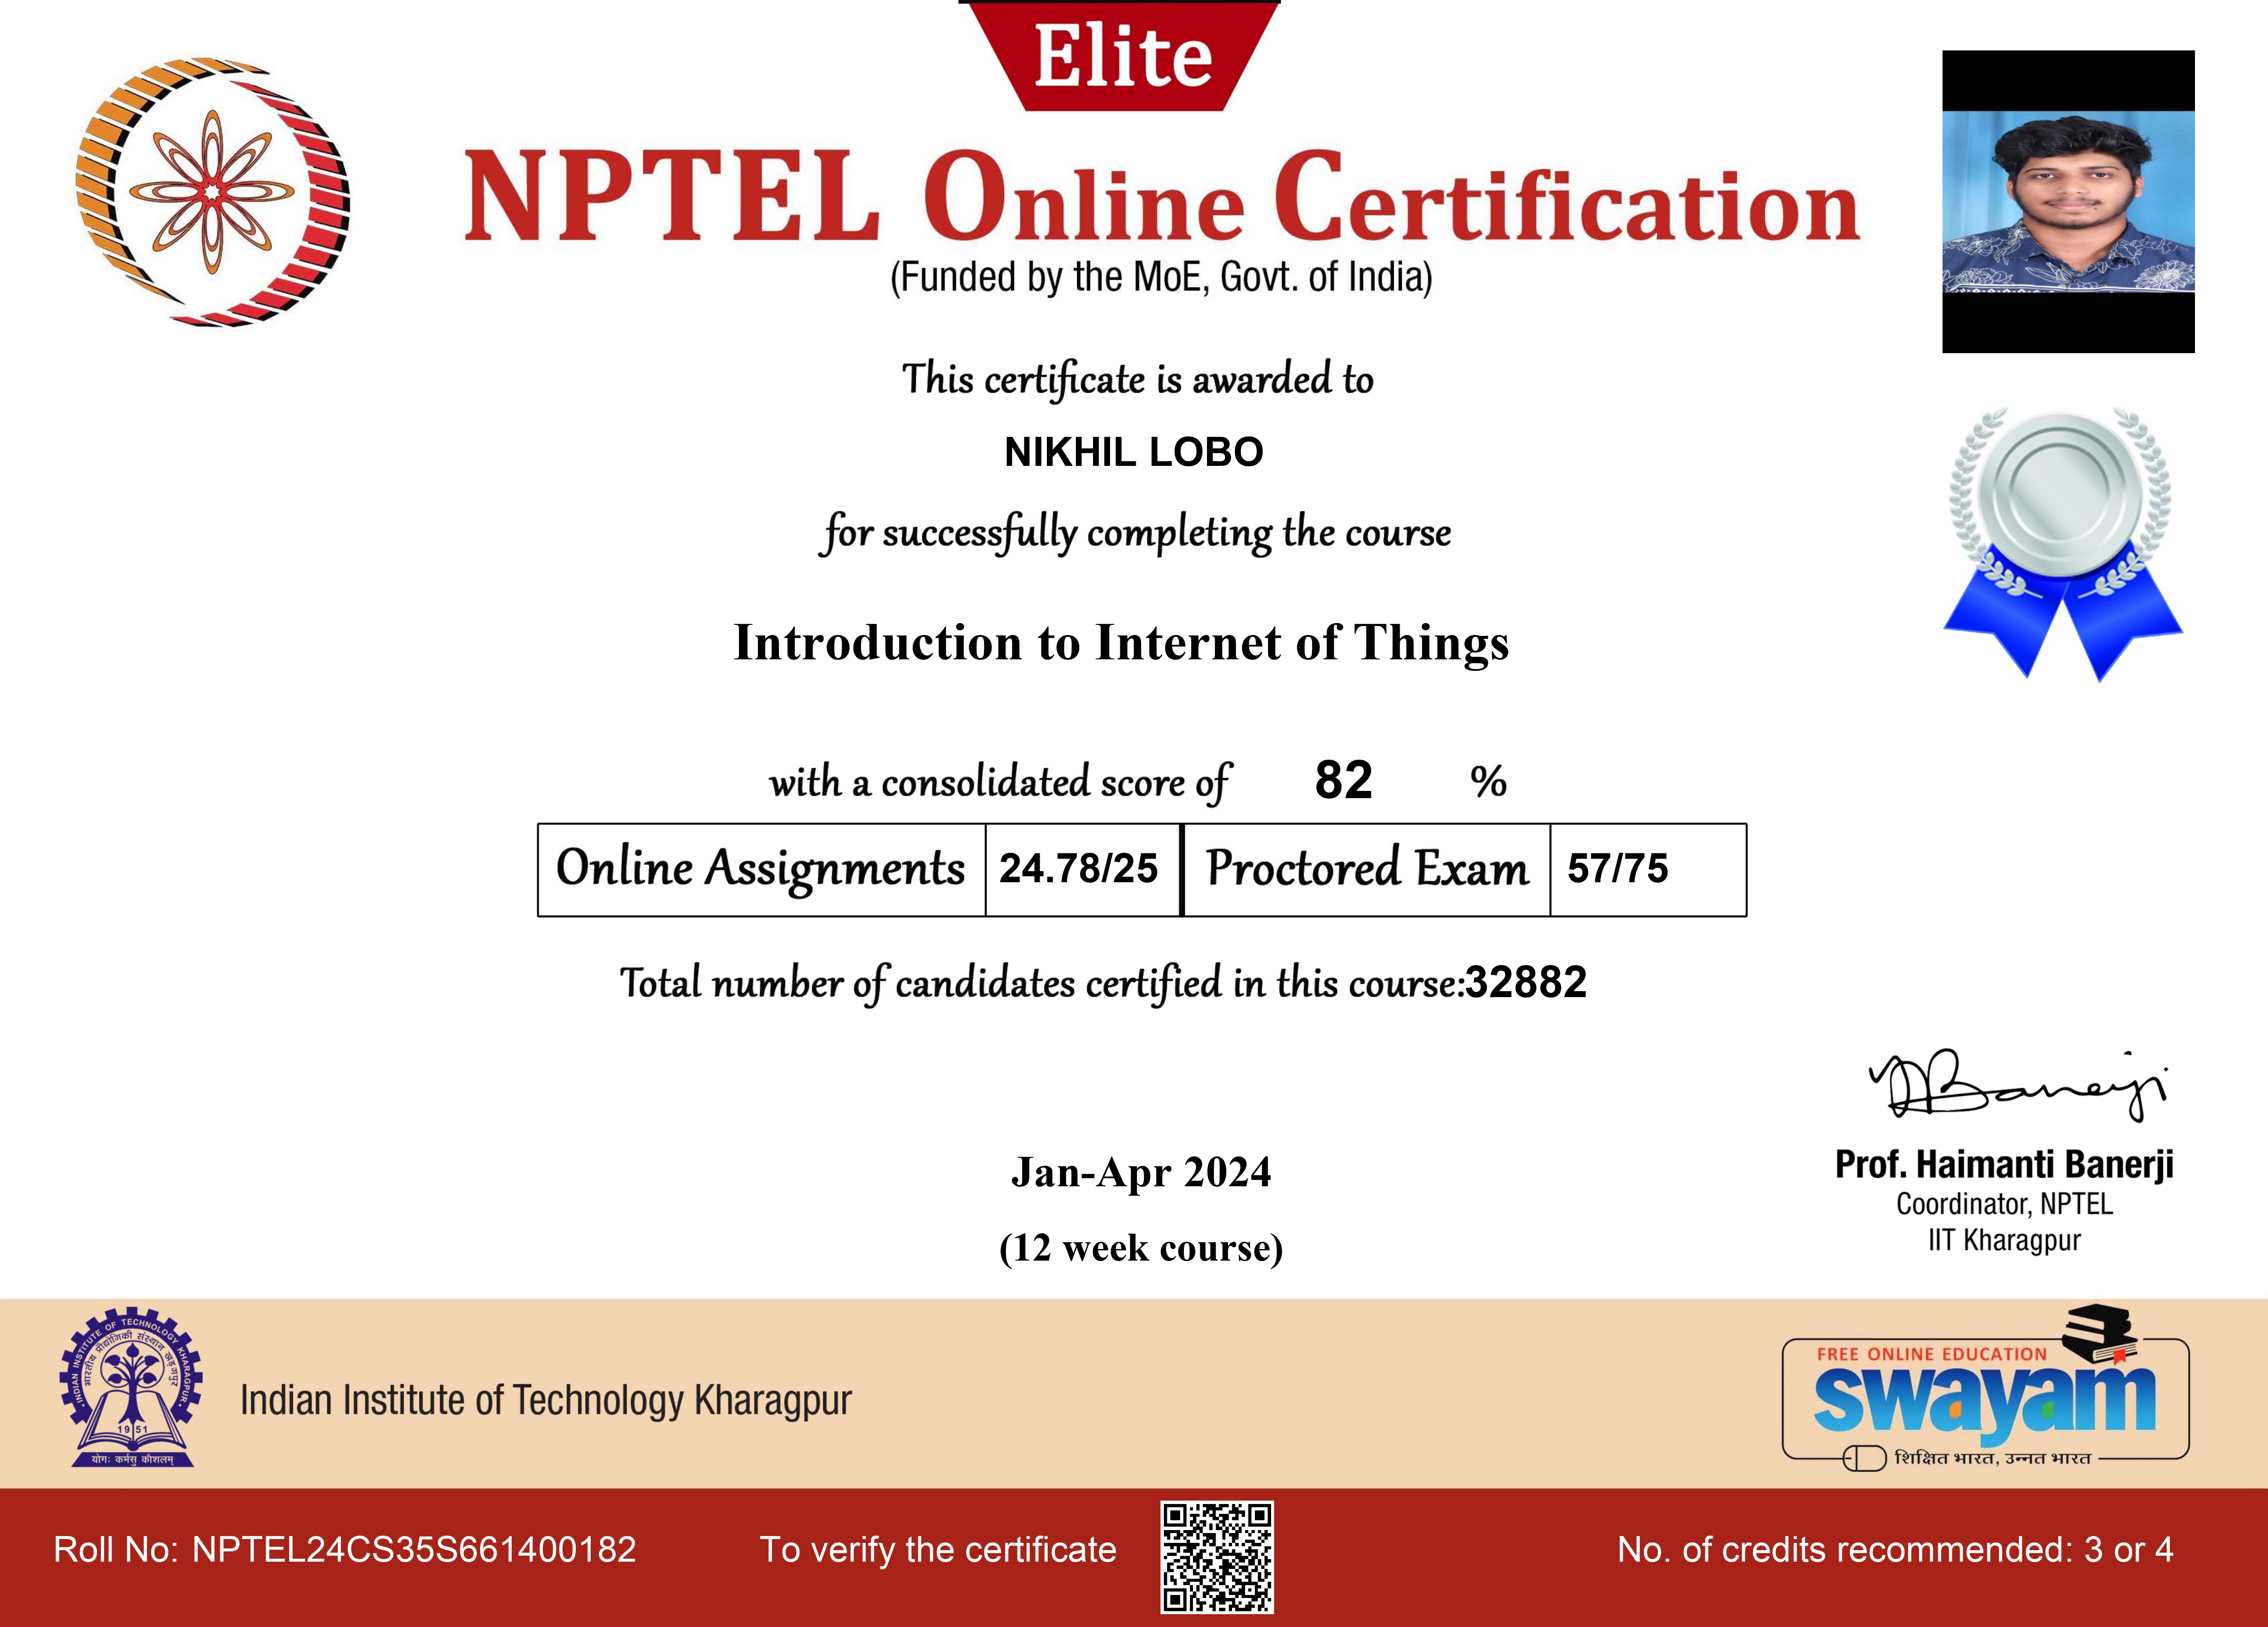 Elite
NPTEL Online Certification
(Funded by the MoE, Govt. of India)
This certificate is awarded to
NIKHIL LOBO
for successfully completing the course
Introduction to Internet of Things
with a consolidated score of 82 %
Online Assignments 24.78/25 Proctored Exam 57/75
Total number of candidates certified in this course:32882
Banerji
Prof. Haimanti Banerji
Coordinator, NPTEL
IIT Kharagpur
Jan-Apr 2024
(12 week course)
INDIAN INSTITUTE OF TECHNOLOGY KHARAGPUR
भारतीय प्रौद्योगिकी संस्थान खड़गपुर
1951
योगः कर्मसु कौशलम्
Indian Institute of Technology Kharagpur
FREE ONLINE EDUCATION
swayam
शिक्षित भारत, उन्नत भारत
Roll No: NPTEL24CS35S661400182
To verify the certificate
No. of credits recommended: 3 or 4